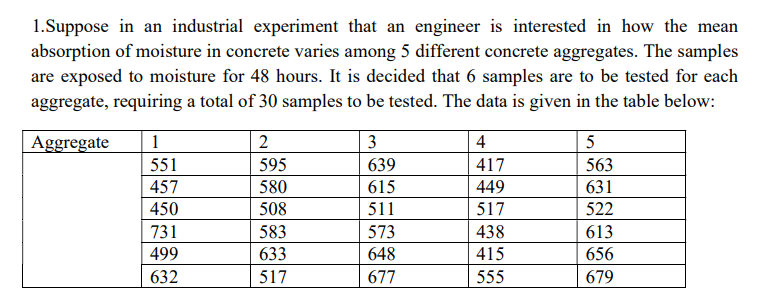 1.Suppose in an industrial experiment that an engineer is interested in how the mean
absorption of moisture in concrete varies among 5 different concrete aggregates. The samples
are exposed to moisture for 48 hours. It is decided that 6 samples are to be tested for each
aggregate, requiring a total of 30 samples to be tested. The data is given in the table below:
Aggregate 1 2 3 4 5
551 595 639 417 563
457 580 615 449 631
450 508 511 517 522
731 583 573 438 613
499 633 648 415 656
632 517 677 555 679